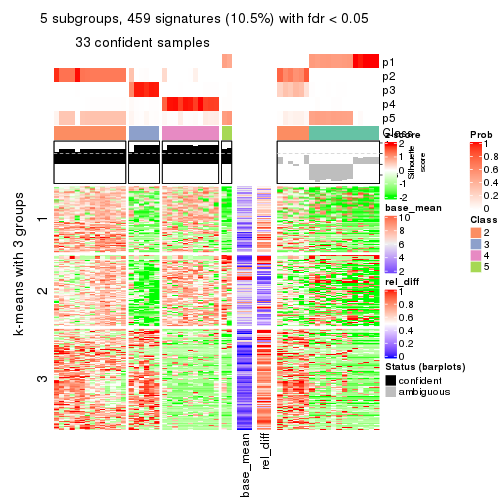 5 subgroups, 459 signatures (10.5%) with fdr < 0.05
33 confident samples
p1
p2
p3
p4
p5
Class
k-means with 3 groups
1
2
3
base_mean
rel_diff
Silhouette
score
z-score
2
1
0
-1
-2
base_mean
10
8
6
4
2
rel_diff
1
0.8
0.6
0.4
0.2
0
Status (barplots)
confident
ambiguous
Prob
1
0.8
0.6
0.4
0.2
0
Class
2
3
4
5